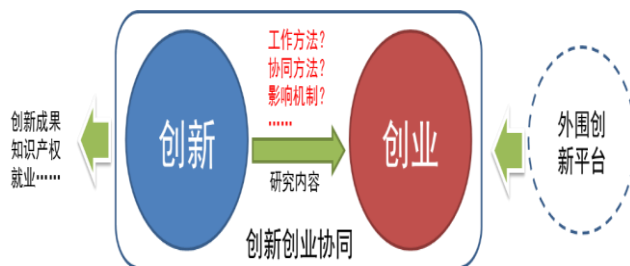 创新成果
知识产权
就业……
创新
工作方法?
协同方法?
影响机制?
……
研究内容
创业
创新创业协同
外围创
新平台